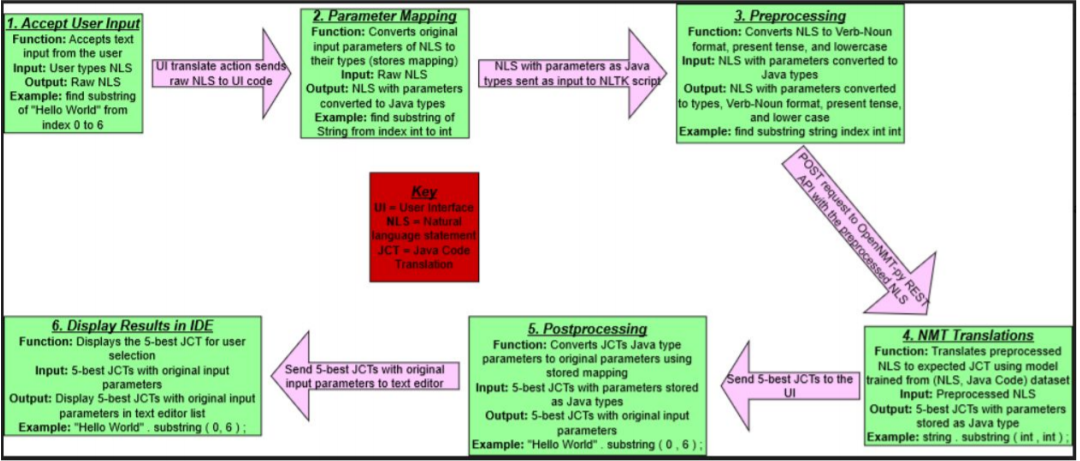 1. Accept User Input
Function: Accepts text
input from the user
Input: User types NLS
Output: Raw NLS
Example: find substring
of "Hello World" from
index 0 to 6
UI translate action sends
raw NLS to UI code
2. Parameter Mapping
Function: Converts original
input parameters of NLS to
their types (stores mapping)
Input: Raw NLS
Output: NLS with parameters
converted to Java types
Example: find substring of
String from index int to int
NLS with parameters as Java
types sent as input to NLTK script
3. Preprocessing
Function: Converts NLS to Verb-Noun
format, present tense, and lowercase
Input: NLS with parameters converted to
Java types
Output: NLS with parameters converted
to types, Verb-Noun format, present tense,
and lower case
Example: find substring string index int int
POST request to OpenNMT-py REST
API with the preprocessed NLS
Key
UI = User Interface
NLS = Natural
language statement
JCT = Java Code
Translation
4. NMT Translations
Function: Translates preprocessed
NLS to expected JCT using model
trained from (NLS, Java Code) dataset
Input: Preprocessed NLS
Output: 5-best JCTs with parameters
stored as Java type
Example: string . substring ( int , int ) ;
Send 5-best JCTs to the
UI
5. Postprocessing
Function: Converts JCTs Java type
parameters to original parameters using
stored mapping
Input: 5-best JCTs with parameters stored
as Java types
Output: 5-best JCTs with original input
parameters
Example: "Hello World" . substring ( 0 , 6 ) ;
Send 5-best JCTs with original
input parameters to text editor
6. Display Results in IDE
Function: Displays the 5-best JCT for user
selection
Input: 5-best JCTs with original input
parameters
Output: Display 5-best JCTs with original input
parameters in text editor list
Example: "Hello World" . substring ( 0, 6 ) ;